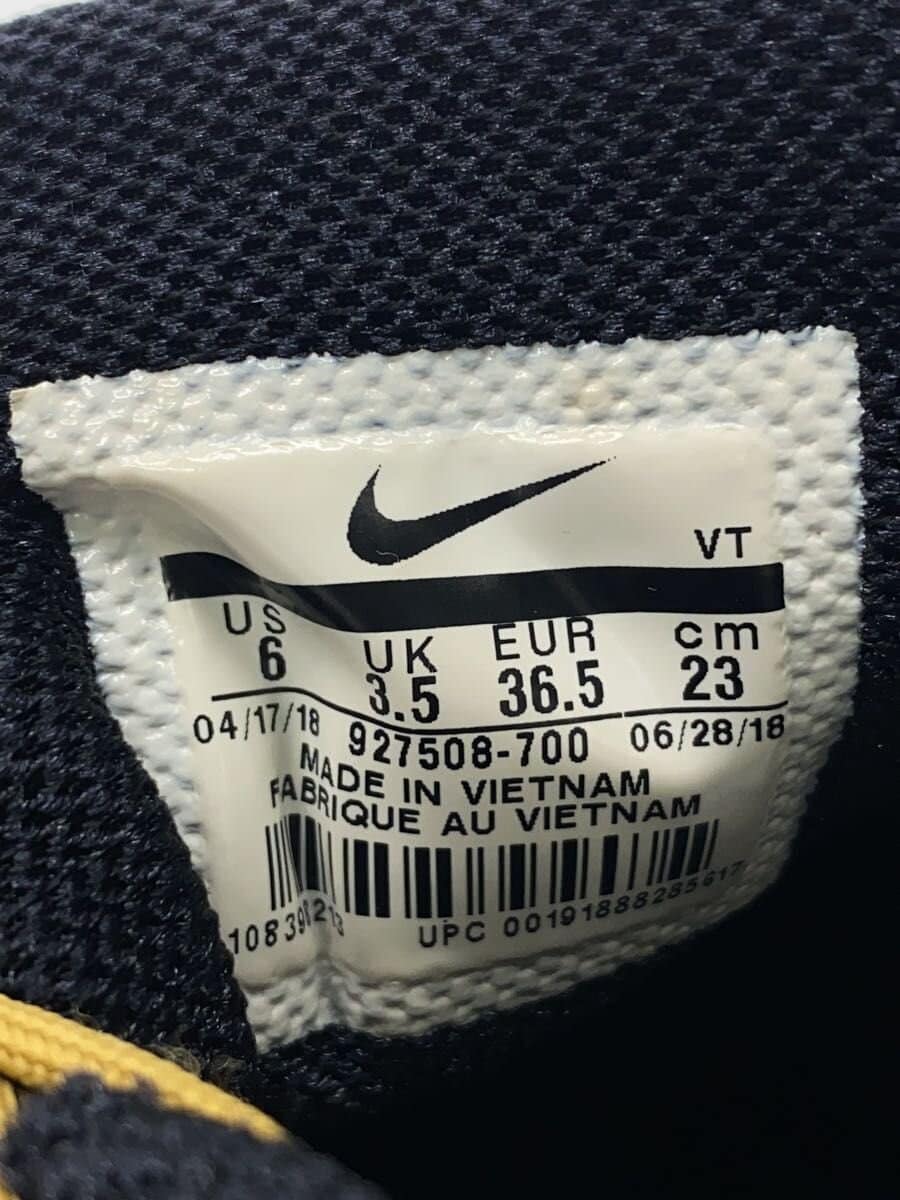 VT
US UK EUR cm
6 3.5 36.5 23
04/17/18 927508-700 06/28/18
MADE IN VIETNAM
FABRIQUE AU VIETNAM
UPC 00191888285617